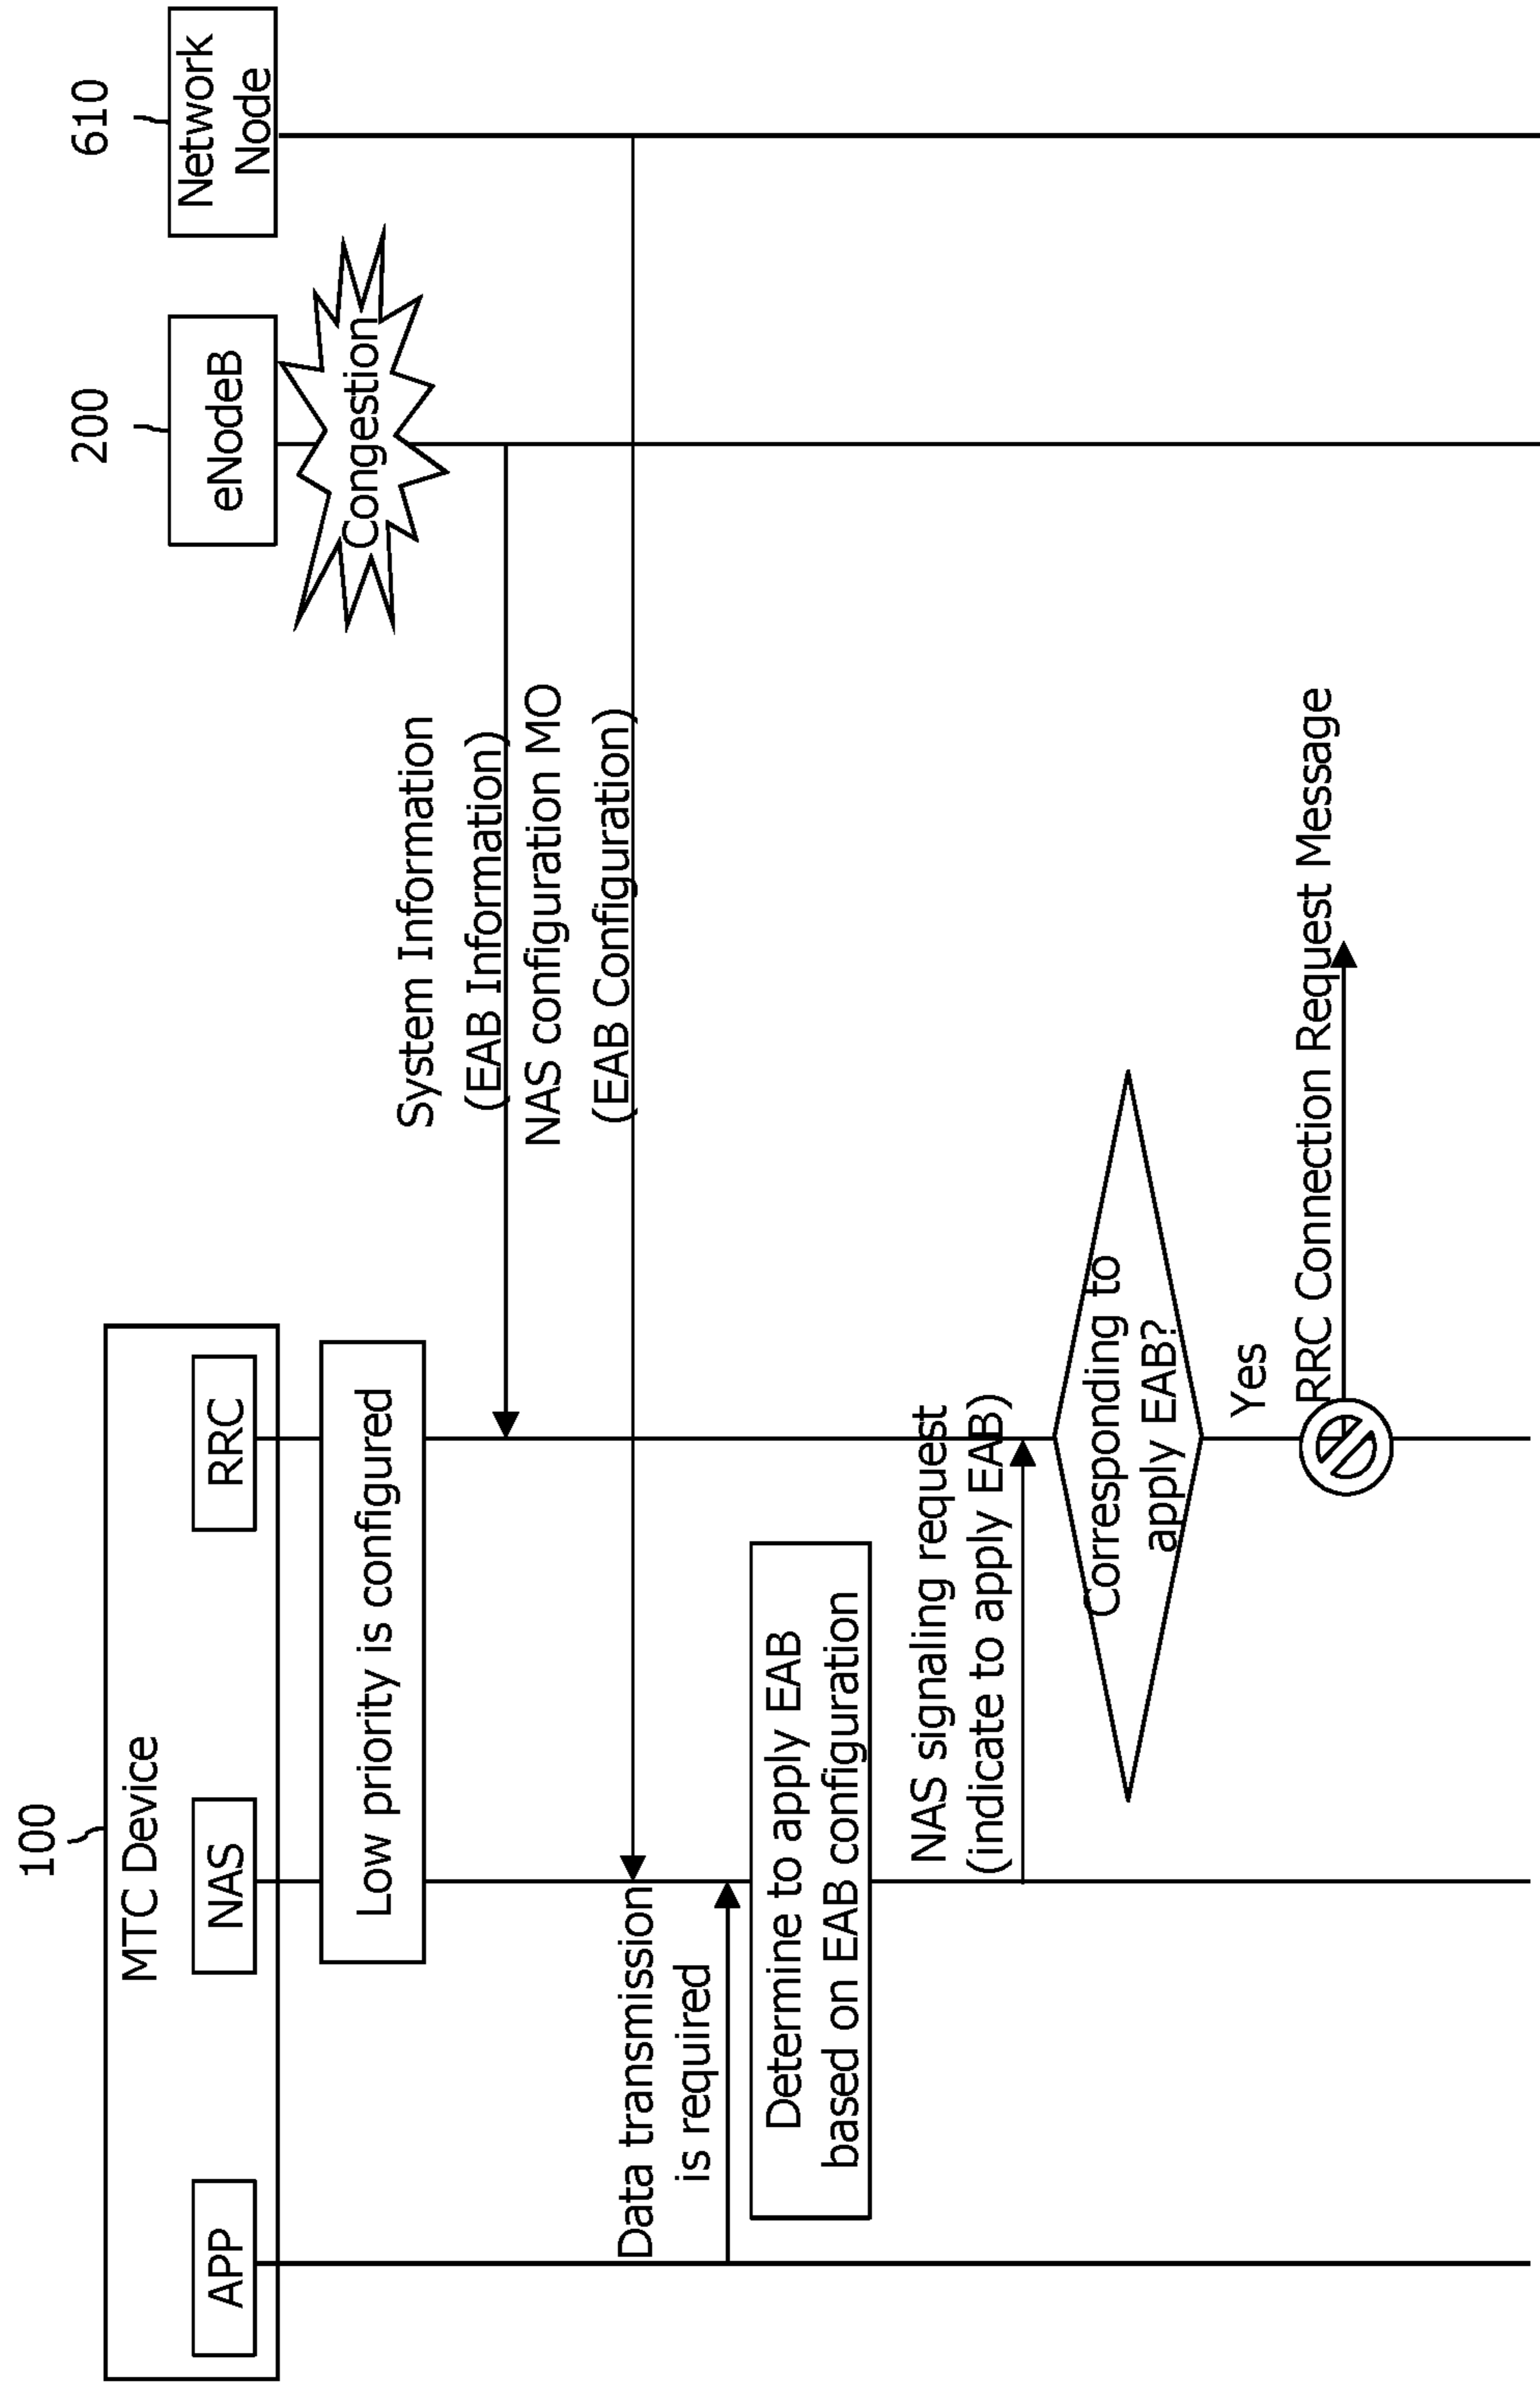 100
200
610
MTC Device
eNodeB
Network
Node
APP
NAS
RRC
Congestion
Low priority is configured
System Information
(EAB Information)
NAS configuration MO
(EAB Configuration)
Data transmission
is required
Determine to apply EAB
based on EAB configuration
NAS signaling request
(indicate to apply EAB)
Corresponding to
apply EAB?
Yes
RRC Connection Request Message